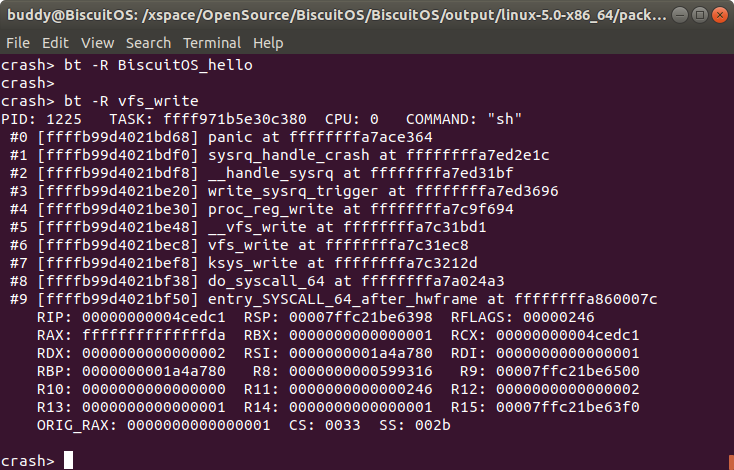 buddy@BiscuitOS: /xspace/OpenSource/BiscuitOS/BiscuitOS/output/linux-5.0-x86_64/pack...
File Edit View Search Terminal Help
crash> bt -R BiscuitOS_hello
crash>
crash> bt -R vfs_write
PID: 1225   TASK: ffff971b5e30c380  CPU: 0   COMMAND: "sh"
 #0 [ffffb99d4021bd68] panic at ffffffffa7ace364
 #1 [ffffb99d4021bdf0] sysrq_handle_crash at ffffffffa7ed2e1c
 #2 [ffffb99d4021bdf8] __handle_sysrq at ffffffffa7ed31bf
 #3 [ffffb99d4021be20] write_sysrq_trigger at ffffffffa7ed3696
 #4 [ffffb99d4021be30] proc_reg_write at ffffffffa7c9f694
 #5 [ffffb99d4021be48] __vfs_write at ffffffffa7c31bd1
 #6 [ffffb99d4021bec8] vfs_write at ffffffffa7c31ec8
 #7 [ffffb99d4021bef8] ksys_write at ffffffffa7c3212d
 #8 [ffffb99d4021bf38] do_syscall_64 at ffffffffa7a024a3
 #9 [ffffb99d4021bf50] entry_SYSCALL_64_after_hwframe at ffffffffa860007c
    RIP: 00000000004cedc1  RSP: 00007ffc21be6398  RFLAGS: 00000246
    RAX: ffffffffffffffda  RBX: 0000000000000001  RCX: 00000000004cedc1
    RDX: 0000000000000002  RSI: 0000000001a4a780  RDI: 0000000000000001
    RBP: 0000000001a4a780   R8: 0000000000599316   R9: 00007ffc21be6500
    R10: 0000000000000000  R11: 0000000000000246  R12: 0000000000000002
    R13: 0000000000000001  R14: 0000000000000001  R15: 00007ffc21be63f0
    ORIG_RAX: 0000000000000001  CS: 0033  SS: 002b
crash>